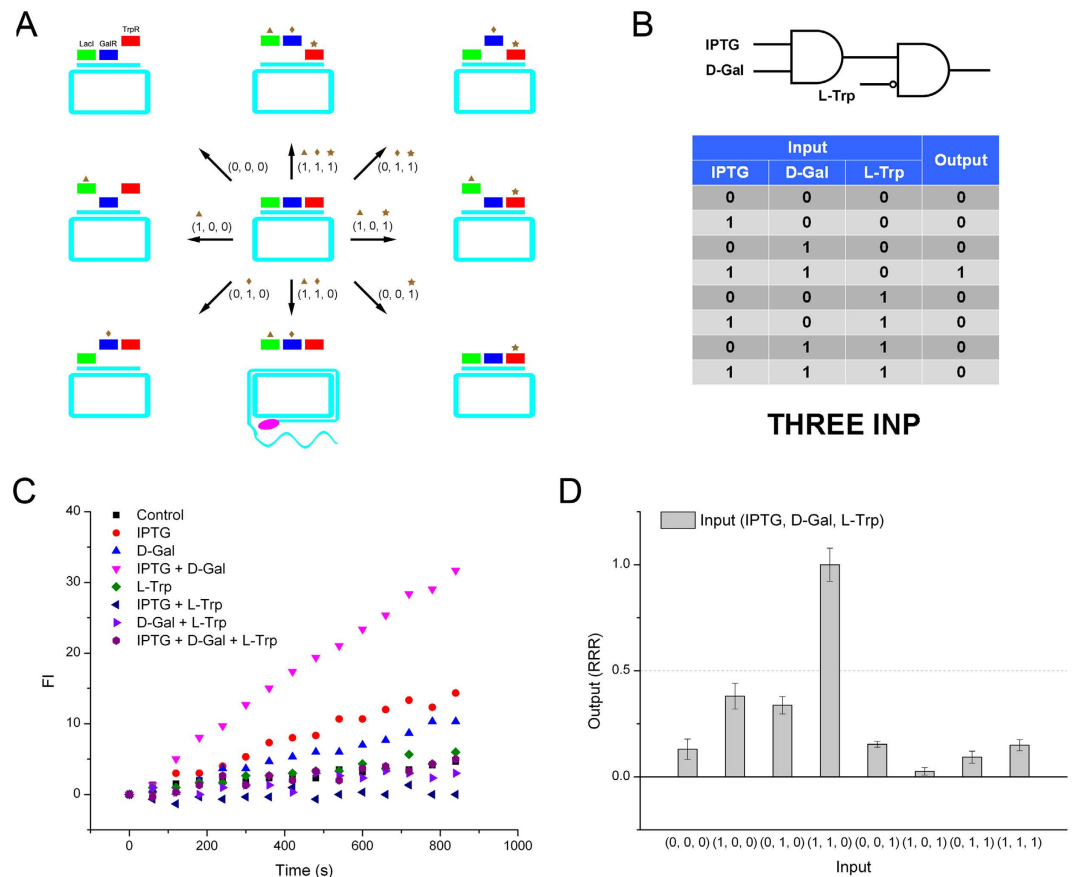 A
LacI GalR TrpR
(0, 0, 0)
(1, 1, 1)
(0, 1, 1)
(1, 0, 0)
(1, 0, 1)
(0, 1, 0)
(1, 1, 0)
(0, 0, 1)
B
IPTG
D-Gal
L-Trp
Input Output
IPTG D-Gal L-Trp
0 0 0 0
1 0 0 0
0 1 0 0
1 1 0 1
0 0 1 0
1 0 1 0
0 1 1 0
1 1 1 0
THREE INP
C
Control
IPTG
D-Gal
IPTG + D-Gal
L-Trp
IPTG + L-Trp
D-Gal + L-Trp
IPTG + D-Gal + L-Trp
40
30
20
10
0
FI
0 200 400 600 800 1000
Time (s)
D
Input (IPTG, D-Gal, L-Trp)
1.0
0.5
0.0
Output (RRR)
(0, 0, 0) (1, 0, 0) (0, 1, 0) (1, 1, 0) (0, 0, 1) (1, 0, 1) (0, 1, 1) (1, 1, 1)
Input